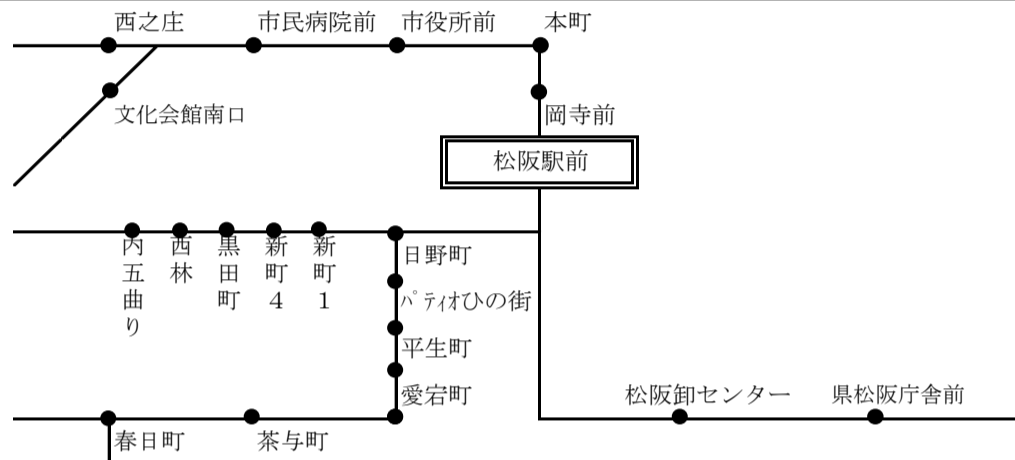 西之庄
市民病院前
市役所前
本町
文化会館南口
岡寺前
松阪駅前
内五曲り
西林
黒田町
新町4
新町1
日野町
パティオひの街
平生町
愛宕町
松阪卸センター
県松阪庁舎前
春日町
茶与町